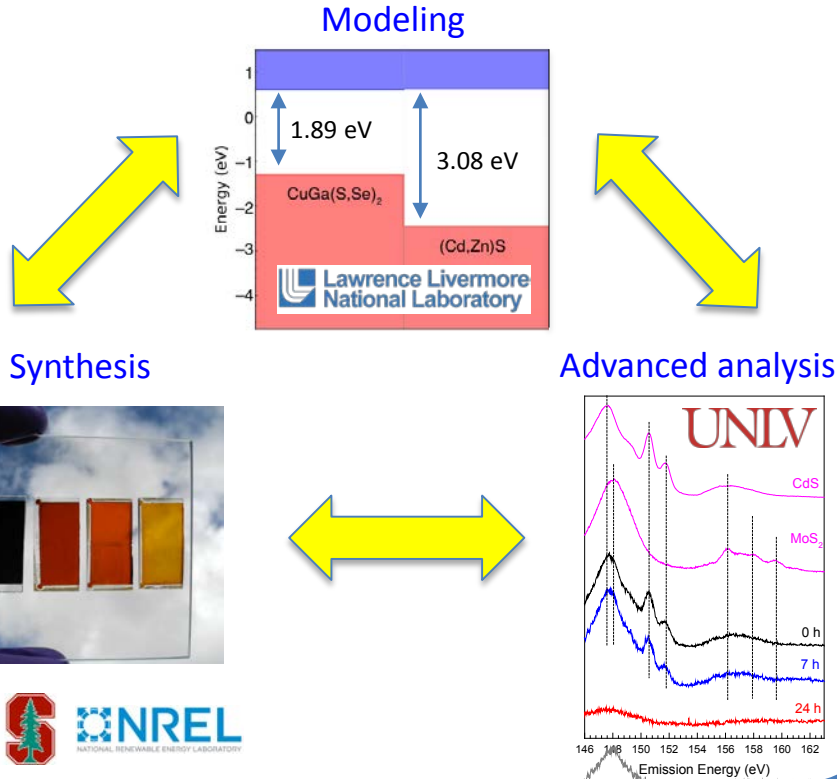 Modeling
1
0
−1
−2
−3
−4
Energy (eV)
1.89 eV
3.08 eV
CuGa(S,Se)₂
(Cd,Zn)S
Lawrence Livermore
National Laboratory
Synthesis
Advanced analysis
UNLV
CdS
MoS₂
0 h
7 h
24 h
146 148 150 152 154 156 158 160 162
Emission Energy (eV)
S
NREL
NATIONAL RENEWABLE ENERGY LABORATORY